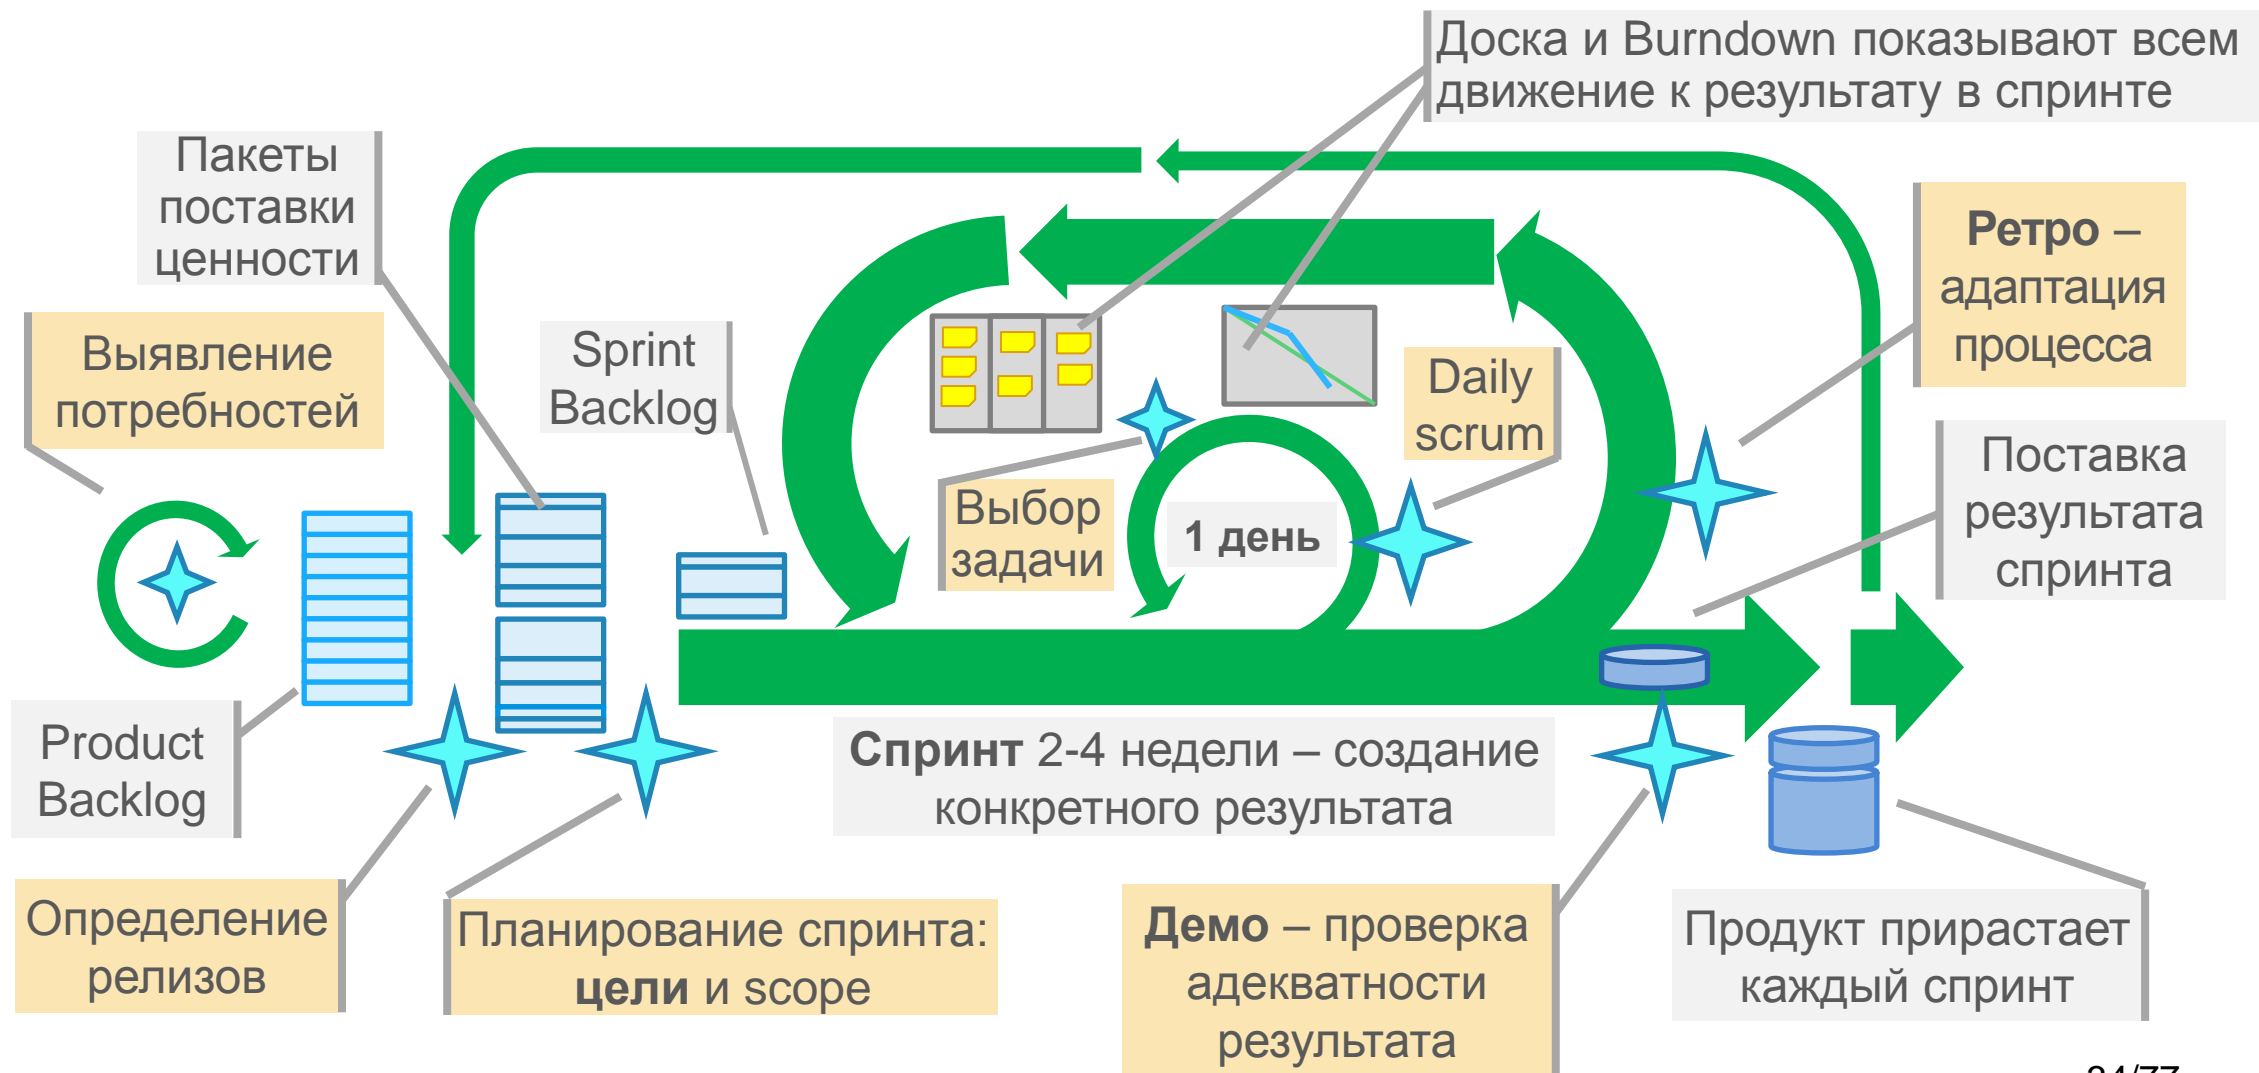 Доска и Burndown показывают всем
движение к результату в спринте
Пакеты
поставки
ценности
Ретро –
адаптация
процесса
Выявление
потребностей
Sprint
Backlog
Daily
scrum
Поставка
результата
спринта
Выбор
задачи
1 день
Product
Backlog
Спринт 2-4 недели – создание
конкретного результата
Определение
релизов
Планирование спринта:
цели и scope
Демо – проверка
адекватности
результата
Продукт прирастает
каждый спринт